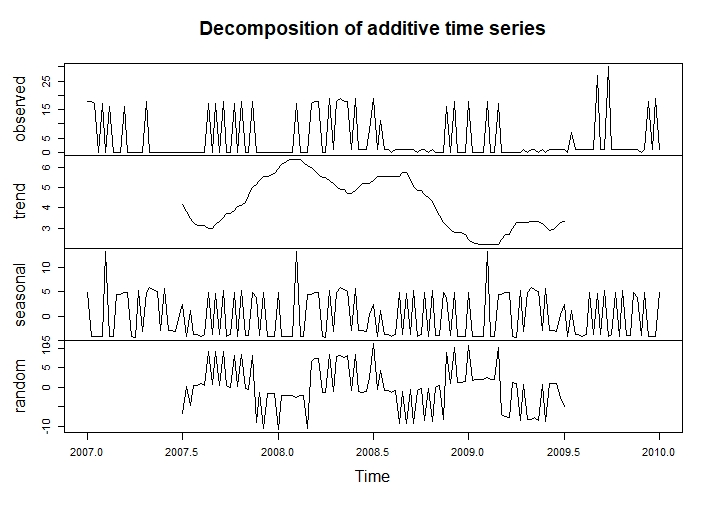 Decomposition of additive time series
observed
0 5 15 25
trend
3 4 5 6
seasonal
-5 0 5 10
random
-10 0 5 10
2007.0 2007.5 2008.0 2008.5 2009.0 2009.5 2010.0
Time